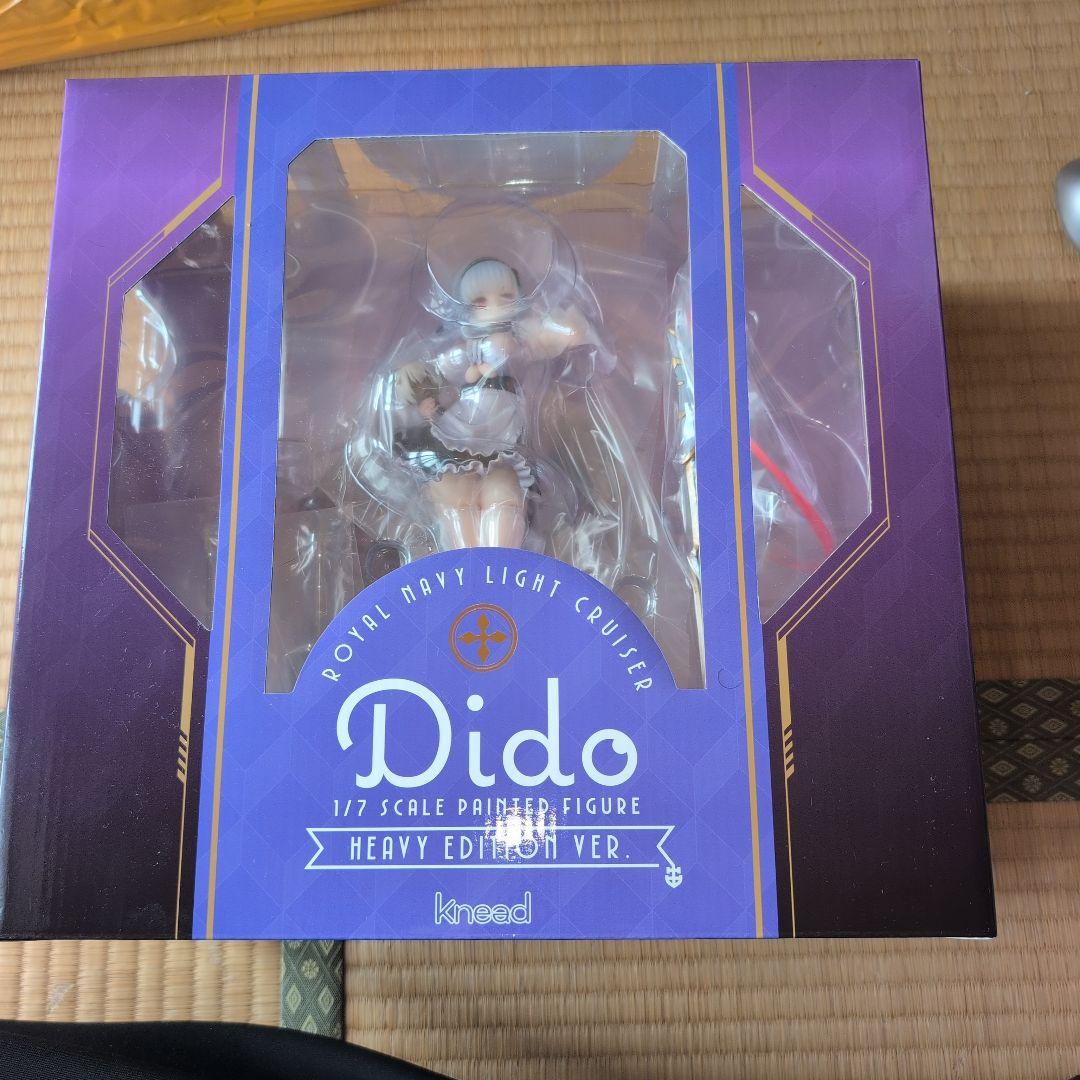 ROYAL NAVY LIGHT CRUISER
Dido
1/7 SCALE PAINTED FIGURE
HEAVY EDITION VER.
knead